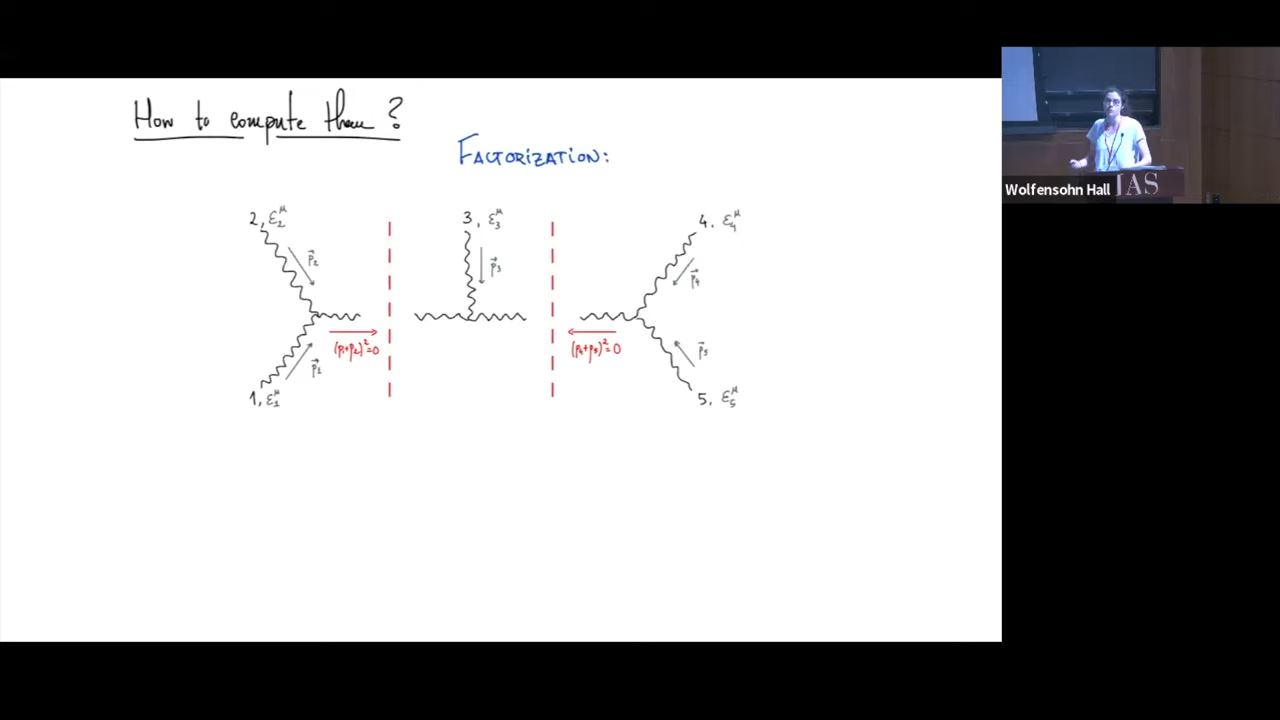 How to compute them?
FACTORIZATION:
2, ε₂^μ
3, ε₃^μ
4, ε₄^μ
p⃗₂
p⃗₃
p⃗₄
(p₁+p₂)²=0
(p₄+p₅)²=0
p⃗₁
p⃗₅
1, ε₁^μ
5, ε₅^μ
Wolfensohn Hall
IAS